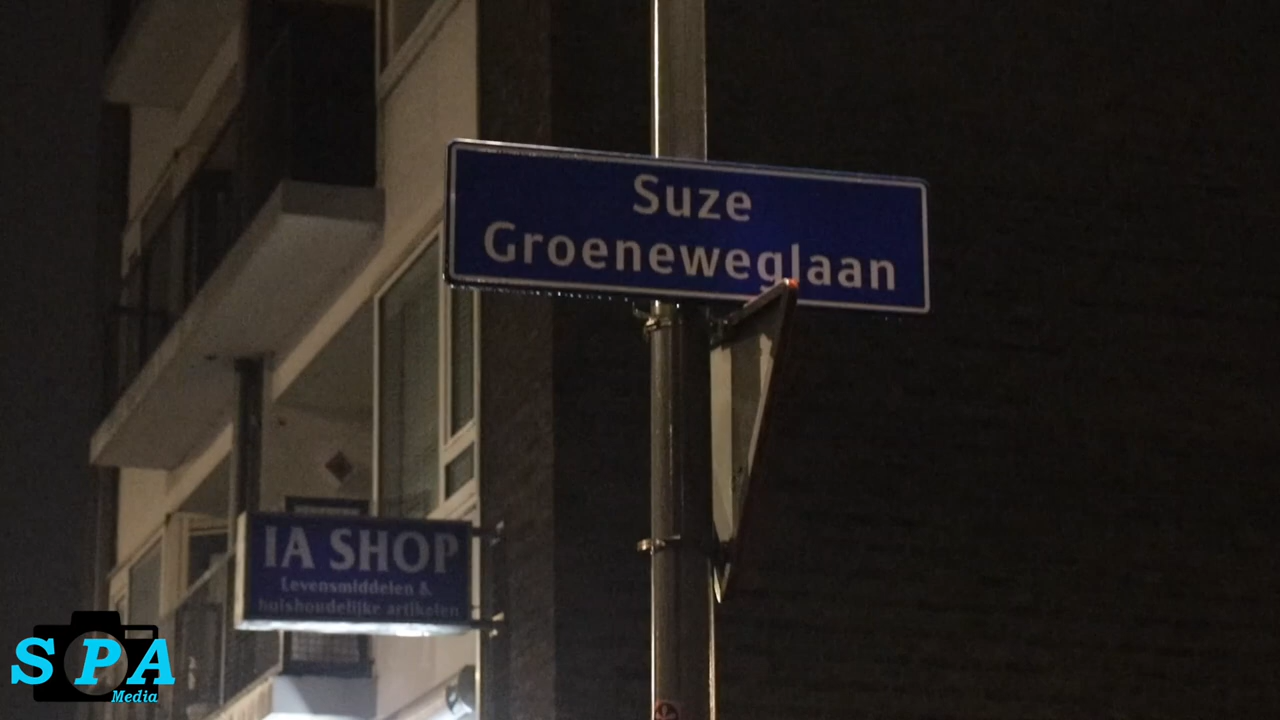 Suze
Groeneweglaan
IA SHOP
Levensmiddelen &
huishoudelijke artikelen
SPA
Media